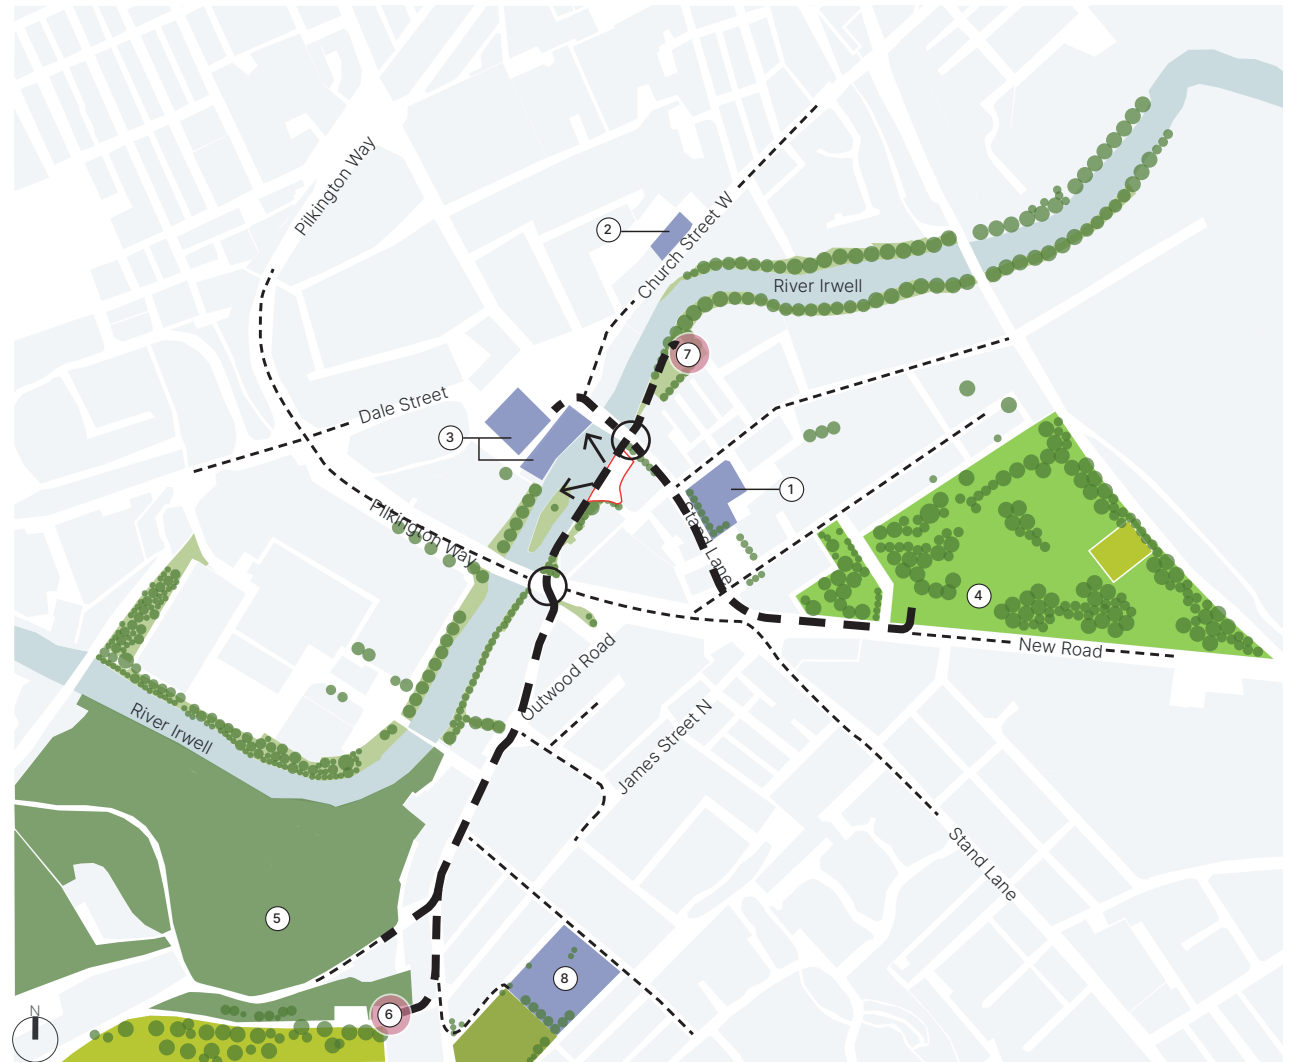 Pilkington Way
2
Church Street W
River Irwell
7
Dale Street
3
1
Stand Lane
Pilkington Way
4
New Road
Outwood Road
River Irwell
James Street N
Stand Lane
5
8
6
N